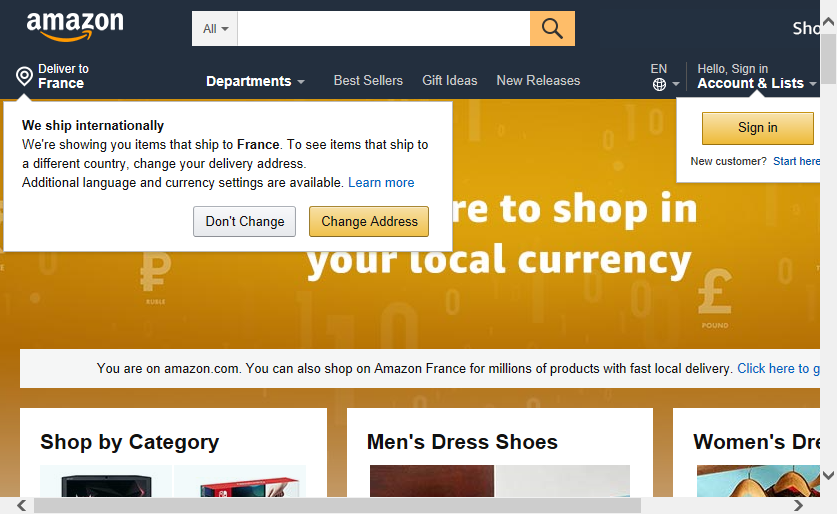 amazon
All
Sho
Deliver to
France
Departments
Best Sellers
Gift Ideas
New Releases
EN
Hello, Sign in
Account & Lists
We ship internationally
We're showing you items that ship to France. To see items that ship to
a different country, change your delivery address.
Additional language and currency settings are available. Learn more
Don't Change
Change Address
Sign in
New customer? Start here
re to shop in
your local currency
RUBLE
POUND
You are on amazon.com. You can also shop on Amazon France for millions of products with fast local delivery. Click here to g
Shop by Category
Men's Dress Shoes
Women's Dre